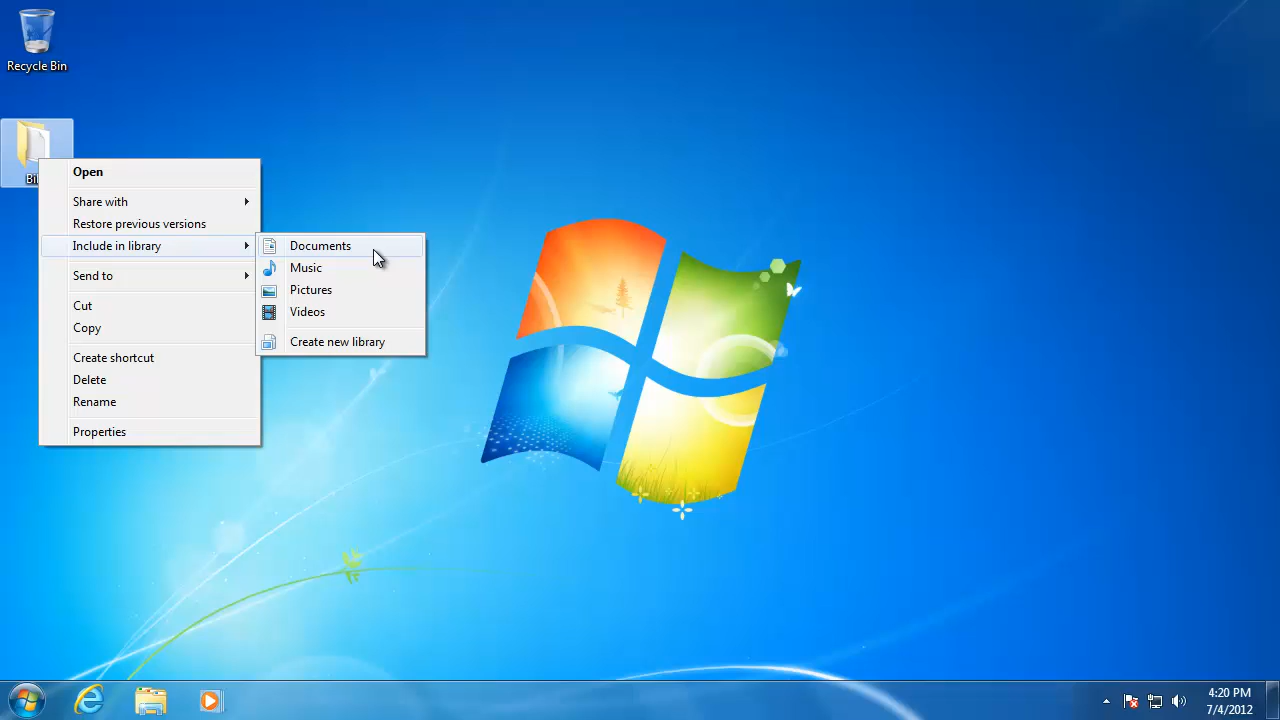 Recycle Bin
Open
Share with
Restore previous versions
Include in library
Send to
Cut
Copy
Create shortcut
Delete
Rename
Properties
Documents
Music
Pictures
Videos
Create new library
4:20 PM
7/4/2012